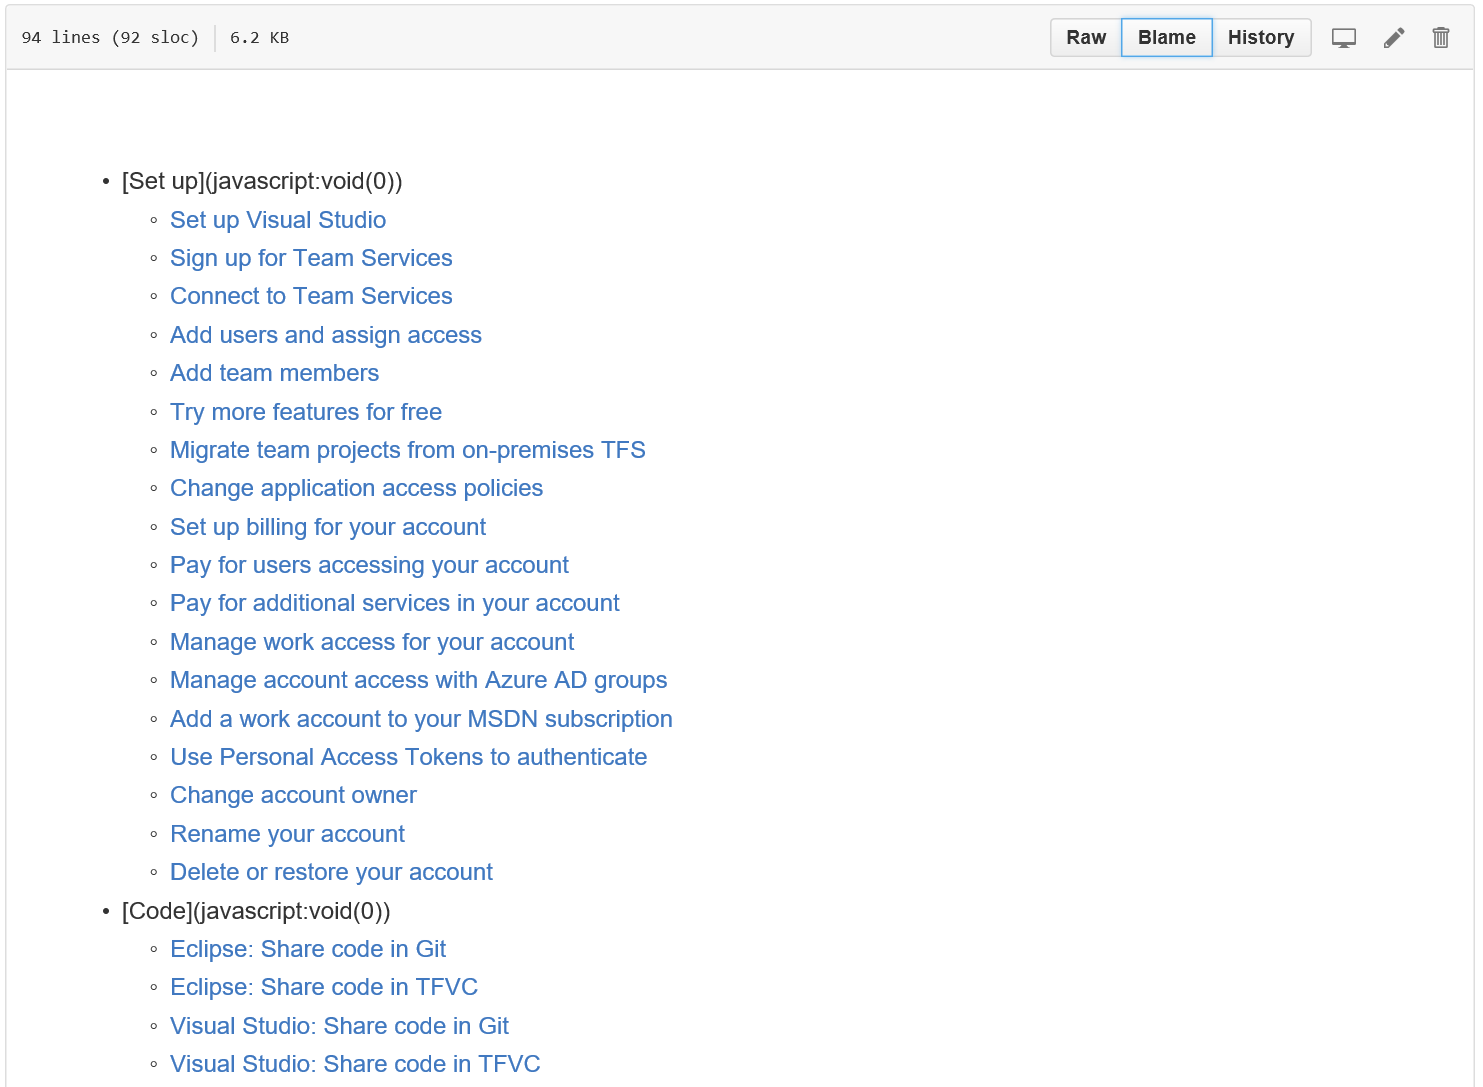 94 lines (92 sloc) 6.2 KB Raw Blame History
[Set up](javascript:void(0))
Set up Visual Studio
Sign up for Team Services
Connect to Team Services
Add users and assign access
Add team members
Try more features for free
Migrate team projects from on-premises TFS
Change application access policies
Set up billing for your account
Pay for users accessing your account
Pay for additional services in your account
Manage work access for your account
Manage account access with Azure AD groups
Add a work account to your MSDN subscription
Use Personal Access Tokens to authenticate
Change account owner
Rename your account
Delete or restore your account
[Code](javascript:void(0))
Eclipse: Share code in Git
Eclipse: Share code in TFVC
Visual Studio: Share code in Git
Visual Studio: Share code in TFVC